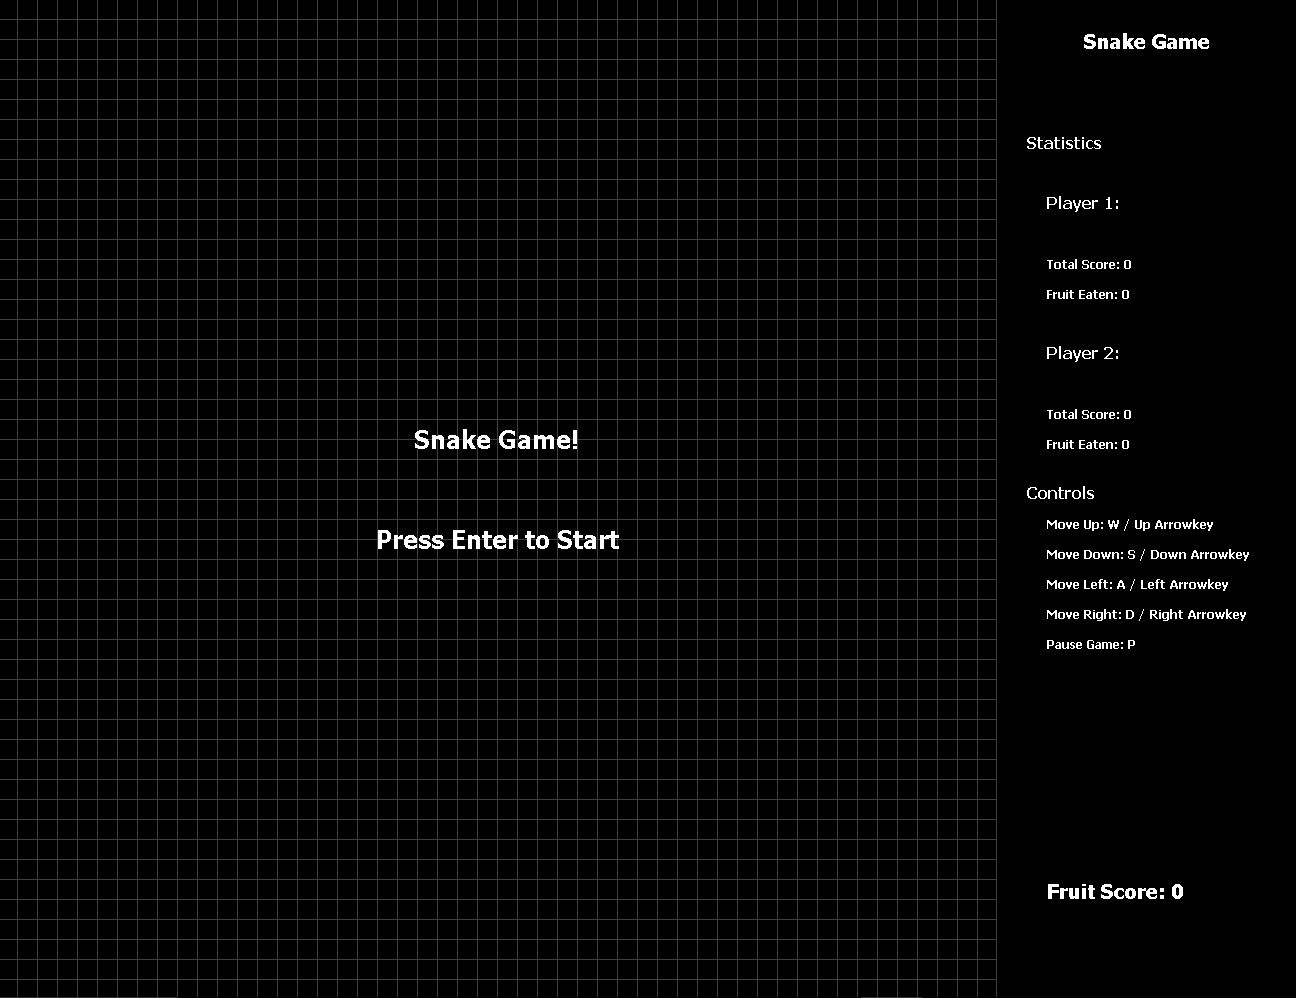 Snake Game!
Press Enter to Start
Snake Game
Statistics
Player 1:
Total Score: 0
Fruit Eaten: 0
Player 2:
Total Score: 0
Fruit Eaten: 0
Controls
Move Up: W / Up Arrowkey
Move Down: S / Down Arrowkey
Move Left: A / Left Arrowkey
Move Right: D / Right Arrowkey
Pause Game: P
Fruit Score: 0